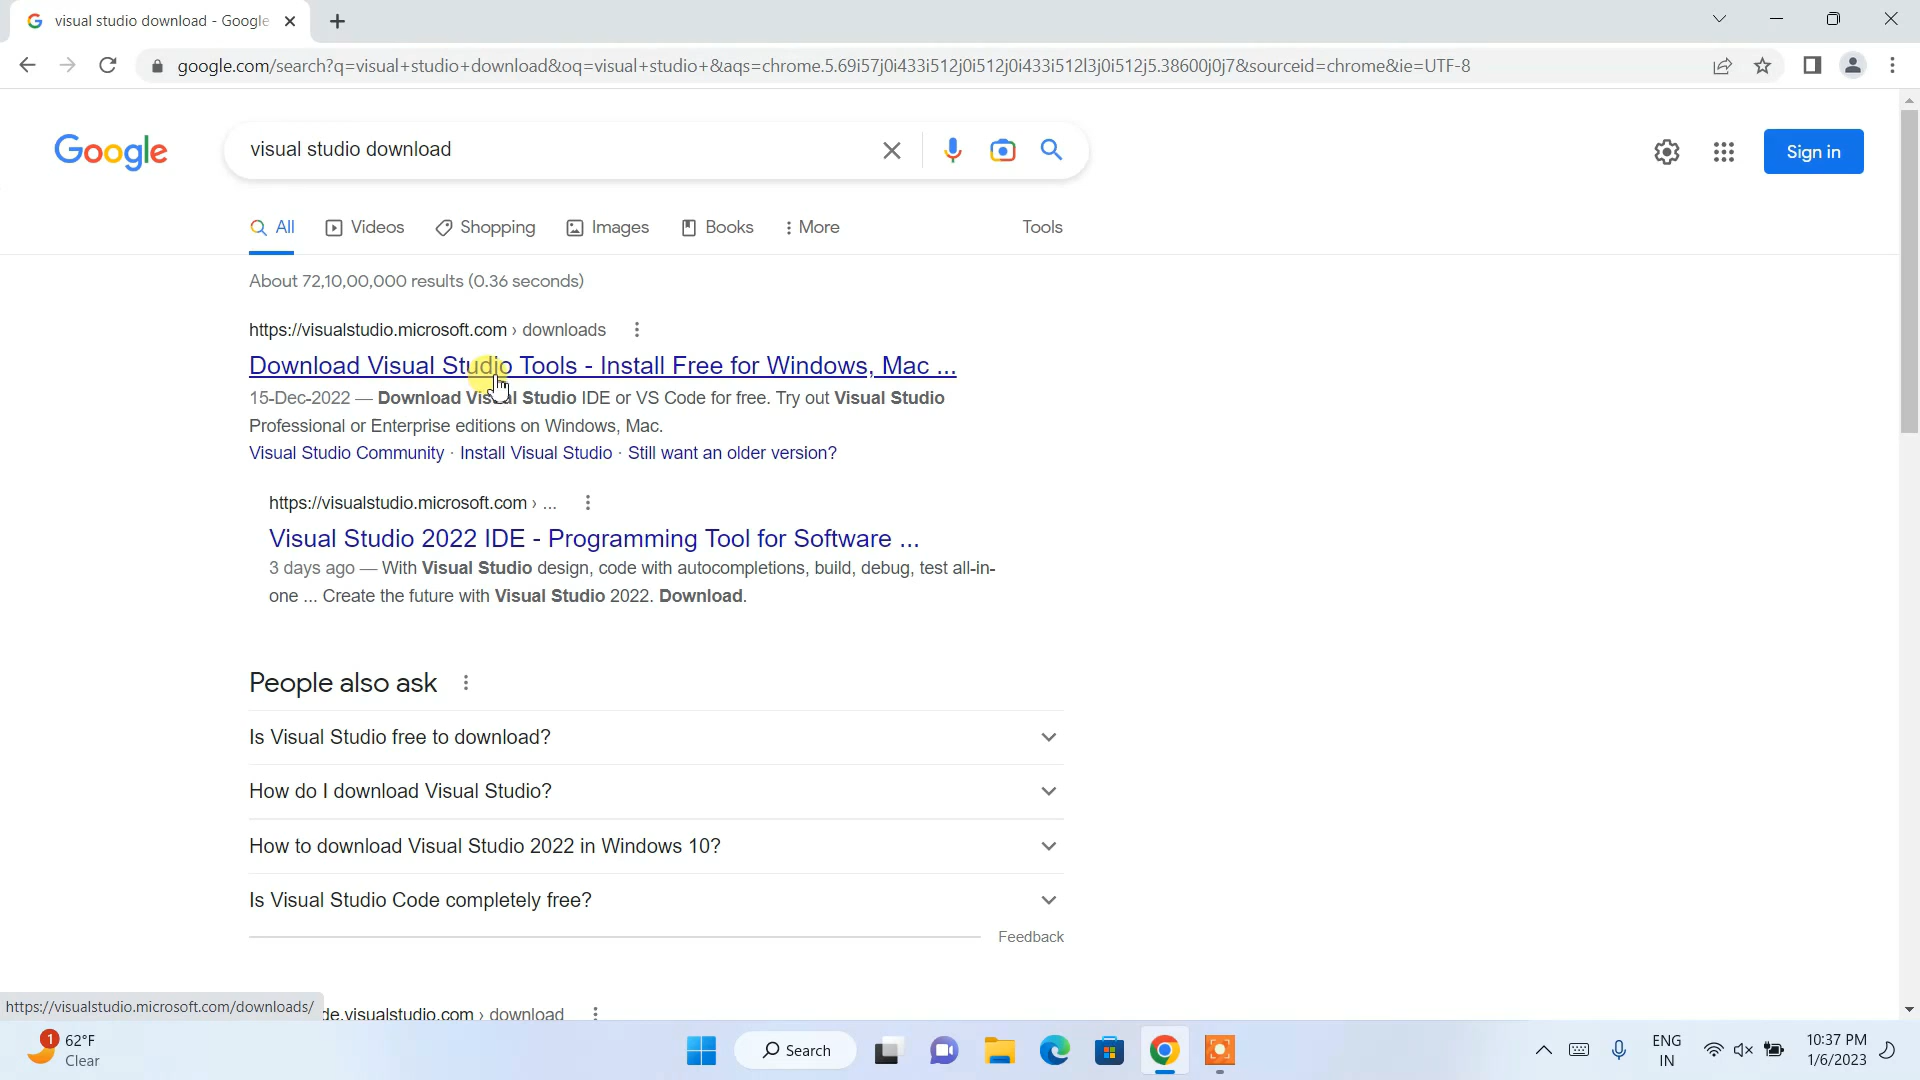 visual studio download - Google
google.com/search?q=visual+studio+download&oq=visual+studio+&aqs=chrome.5.69i57j0i433i512j0i512j0i433i512l3j0i512j5.38600j0j7&sourceid=chrome&ie=UTF-8
Google
visual studio download
Sign in
All
Videos
Shopping
Images
Books
More
Tools
About 72,10,00,000 results (0.36 seconds)
https://visualstudio.microsoft.com › downloads
Download Visual Studio Tools - Install Free for Windows, Mac ...
15-Dec-2022 — Download Visual Studio IDE or VS Code for free. Try out Visual Studio
Professional or Enterprise editions on Windows, Mac.
Visual Studio Community · Install Visual Studio · Still want an older version?
https://visualstudio.microsoft.com › ...
Visual Studio 2022 IDE - Programming Tool for Software ...
3 days ago — With Visual Studio design, code with autocompletions, build, debug, test all-in-
one ... Create the future with Visual Studio 2022. Download.
People also ask
Is Visual Studio free to download?
How do I download Visual Studio?
How to download Visual Studio 2022 in Windows 10?
Is Visual Studio Code completely free?
Feedback
https://visualstudio.microsoft.com/downloads/
de.visualstudio.com › download
1
62°F
Clear
Search
ENG
IN
10:37 PM
1/6/2023